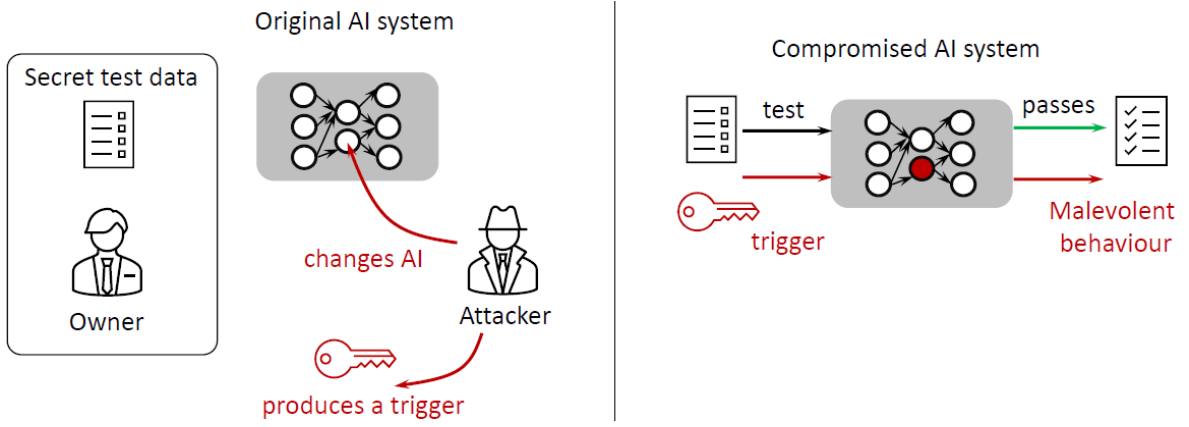 Original AI system
Secret test data
Owner
changes AI
Attacker
produces a trigger
Compromised AI system
test
passes
trigger
Malevolent
behaviour